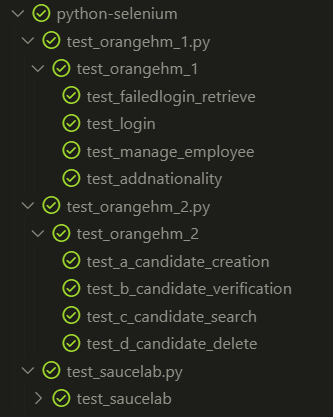 python-selenium
test_orangehm_1.py
test_orangehm_1
test_failedlogin_retrieve
test_login
test_manage_employee
test_addnationality
test_orangehm_2.py
test_orangehm_2
test_a_candidate_creation
test_b_candidate_verification
test_c_candidate_search
test_d_candidate_delete
test_saucelab.py
test_saucelab